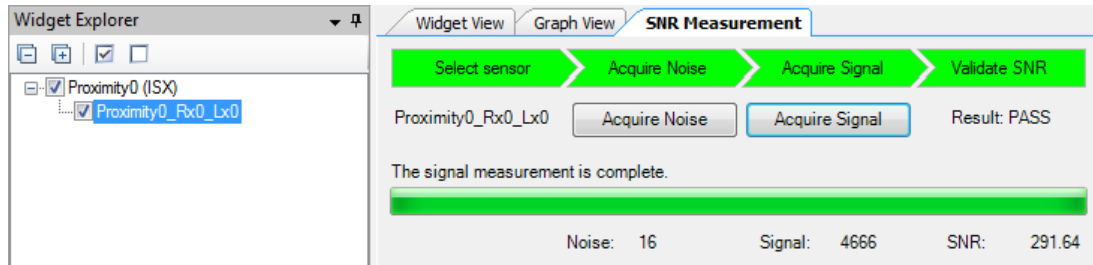 Widget Explorer
Proximity0 (ISX)
Proximity0_Rx0_Lx0
Widget View Graph View SNR Measurement
Select sensor Acquire Noise Acquire Signal Validate SNR
Proximity0_Rx0_Lx0 Acquire Noise Acquire Signal Result: PASS
The signal measurement is complete.
Noise: 16 Signal: 4666 SNR: 291.64